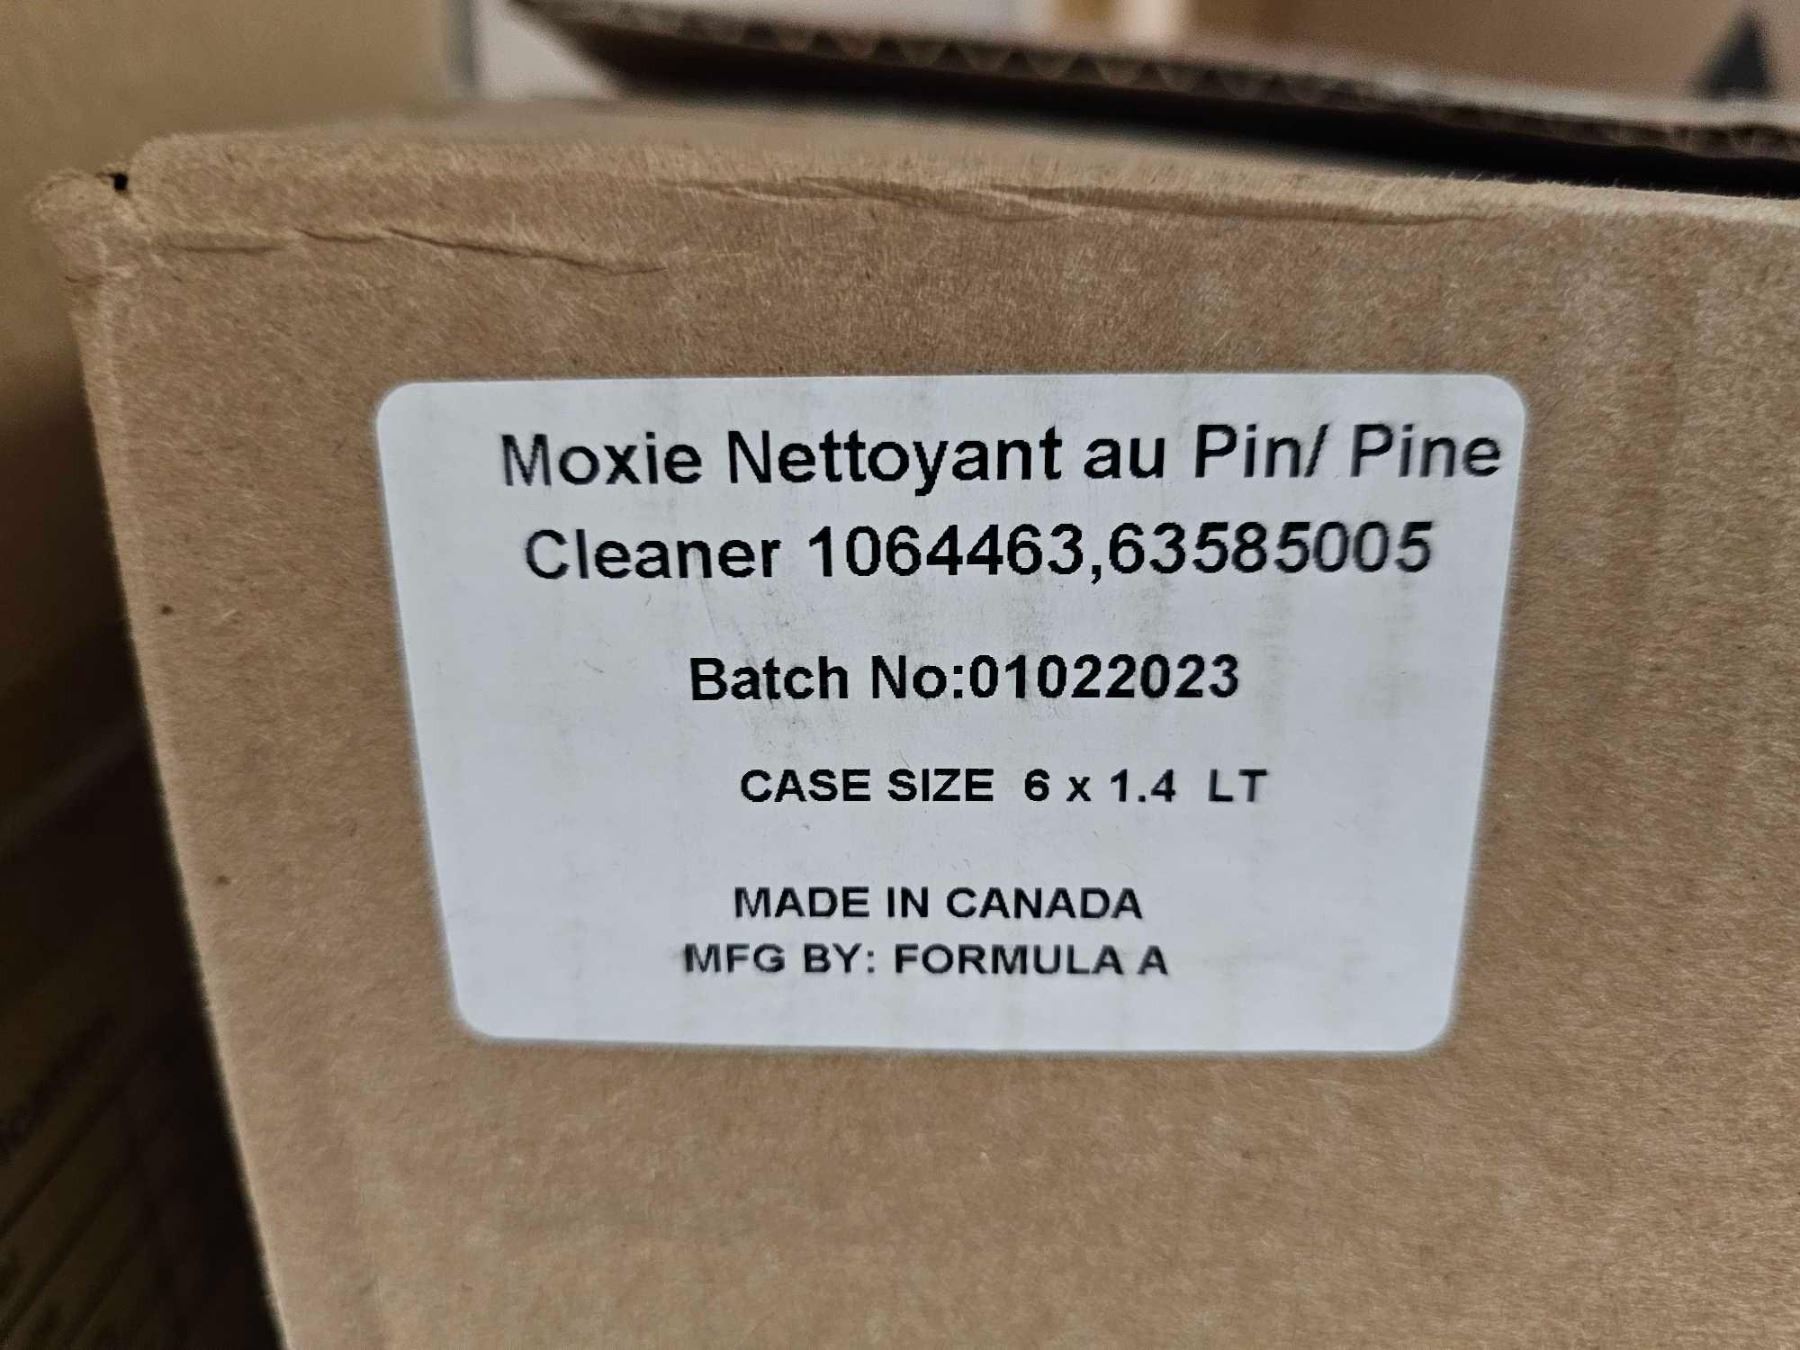 Moxie Nettoyant au Pin/ Pine
Cleaner 1064463,63585005
Batch No:01022023
CASE SIZE 6 x 1.4 LT
MADE IN CANADA
MFG BY: FORMULA A